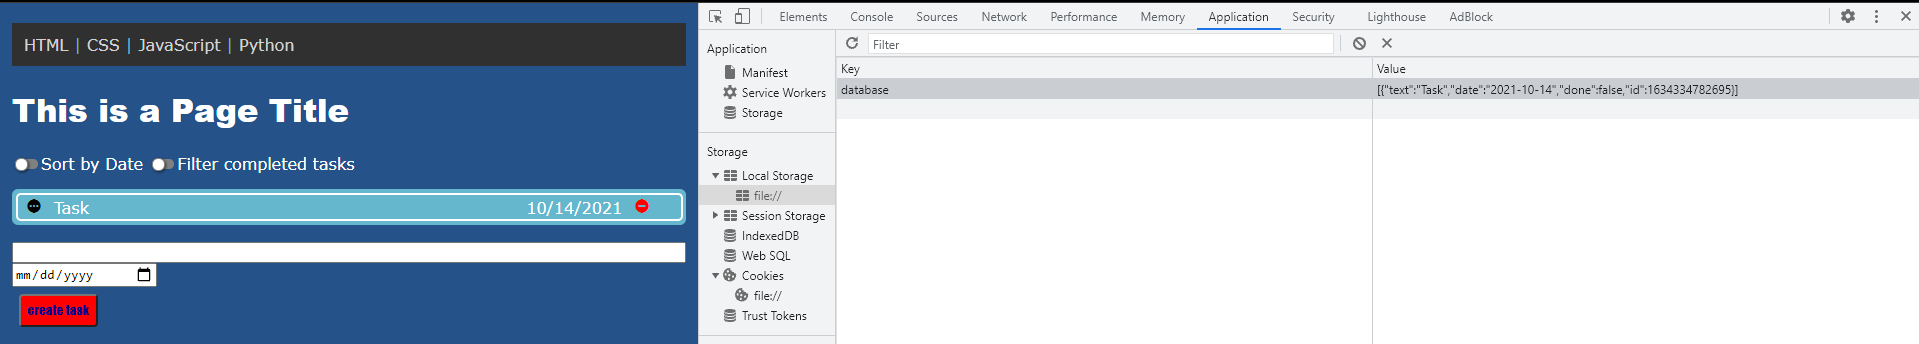 HTML | CSS | JavaScript | Python
This is a Page Title
Sort by Date Filter completed tasks
Task 10/14/2021
mm/dd/yyyy
create task
Elements Console Sources Network Performance Memory Application Security Lighthouse AdBlock
Application
Manifest
Service Workers
Storage
Storage
Local Storage
file://
Session Storage
IndexedDB
Web SQL
Cookies
file://
Trust Tokens
Filter
Key Value
database [{"text":"Task","date":"2021-10-14","done":false,"id":1634334782695}]